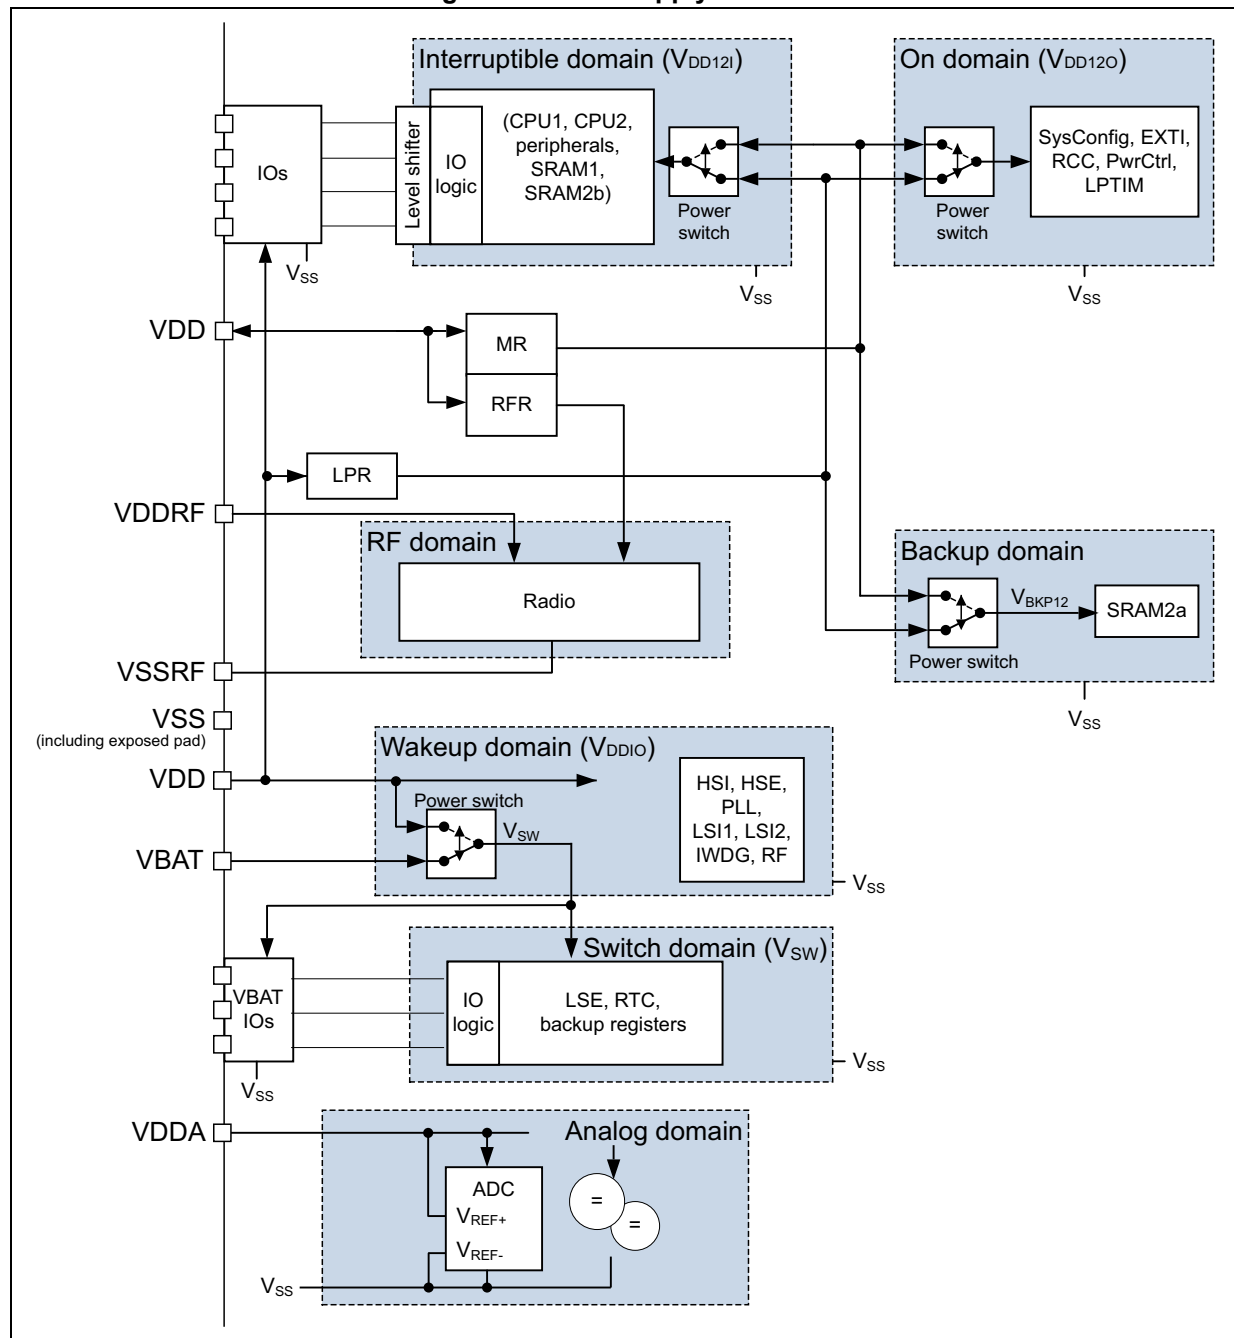 Interruptible domain (VDD12I)
On domain (VDD12O)
IOs
Level shifter
IO
logic
(CPU1, CPU2,
peripherals,
SRAM1,
SRAM2b)
Power
switch
Power
switch
SysConfig, EXTI,
RCC, PwrCtrl,
LPTIM
VSS
VSS
VSS
VDD
MR
RFR
LPR
VDDRF
RF domain
Radio
Backup domain
VBKP12
SRAM2a
Power switch
VSS
VSSRF
VSS
(including exposed pad)
Wakeup domain (VDDIO)
VDD
Power switch
VSW
HSI, HSE,
PLL,
LSI1, LSI2,
IWDG, RF
VBAT
VSS
Switch domain (VSW)
VBAT
IOs
IO
logic
LSE, RTC,
backup registers
VSS
VSS
VDDA
Analog domain
ADC
VREF+
VREF-
=
=
VSS